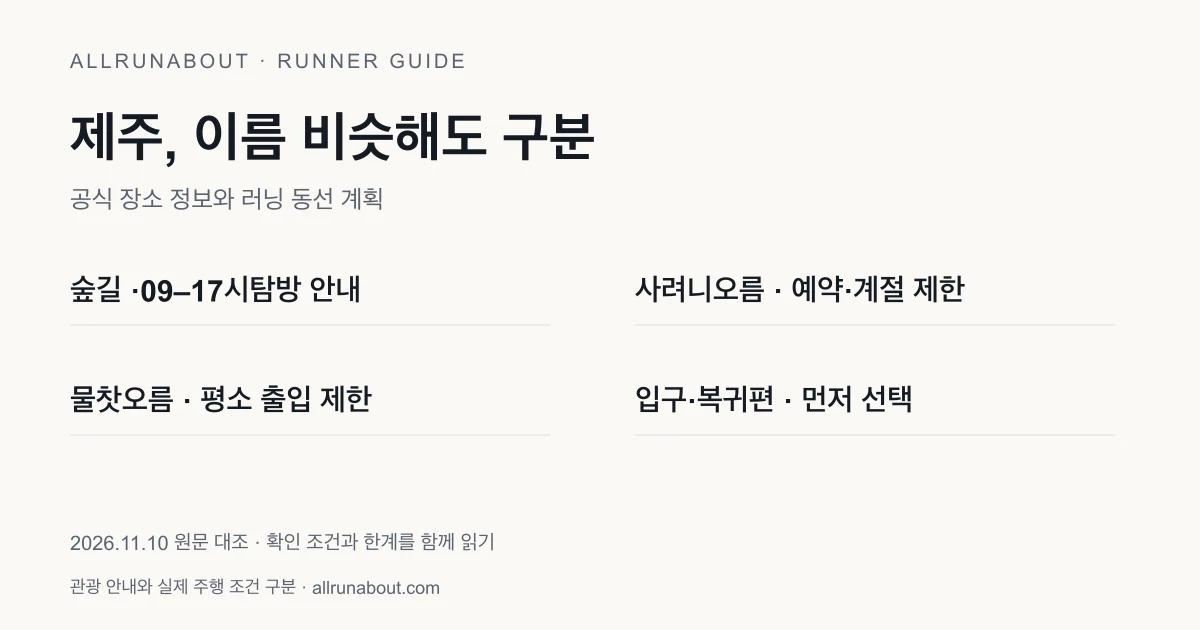 ALLRUNABOUT · RUNNER GUIDE
제주, 이름 비슷해도 구분
공식 장소 정보와 러닝 동선 계획
숲길 ·09–17시탐방 안내
사려니오름 · 예약·계절 제한
물찻오름 · 평소 출입 제한
입구·복귀편 · 먼저 선택
2026.11.10 원문 대조 · 확인 조건과 한계를 함께 읽기
관광 안내와 실제 주행 조건 구분 · allrunabout.com